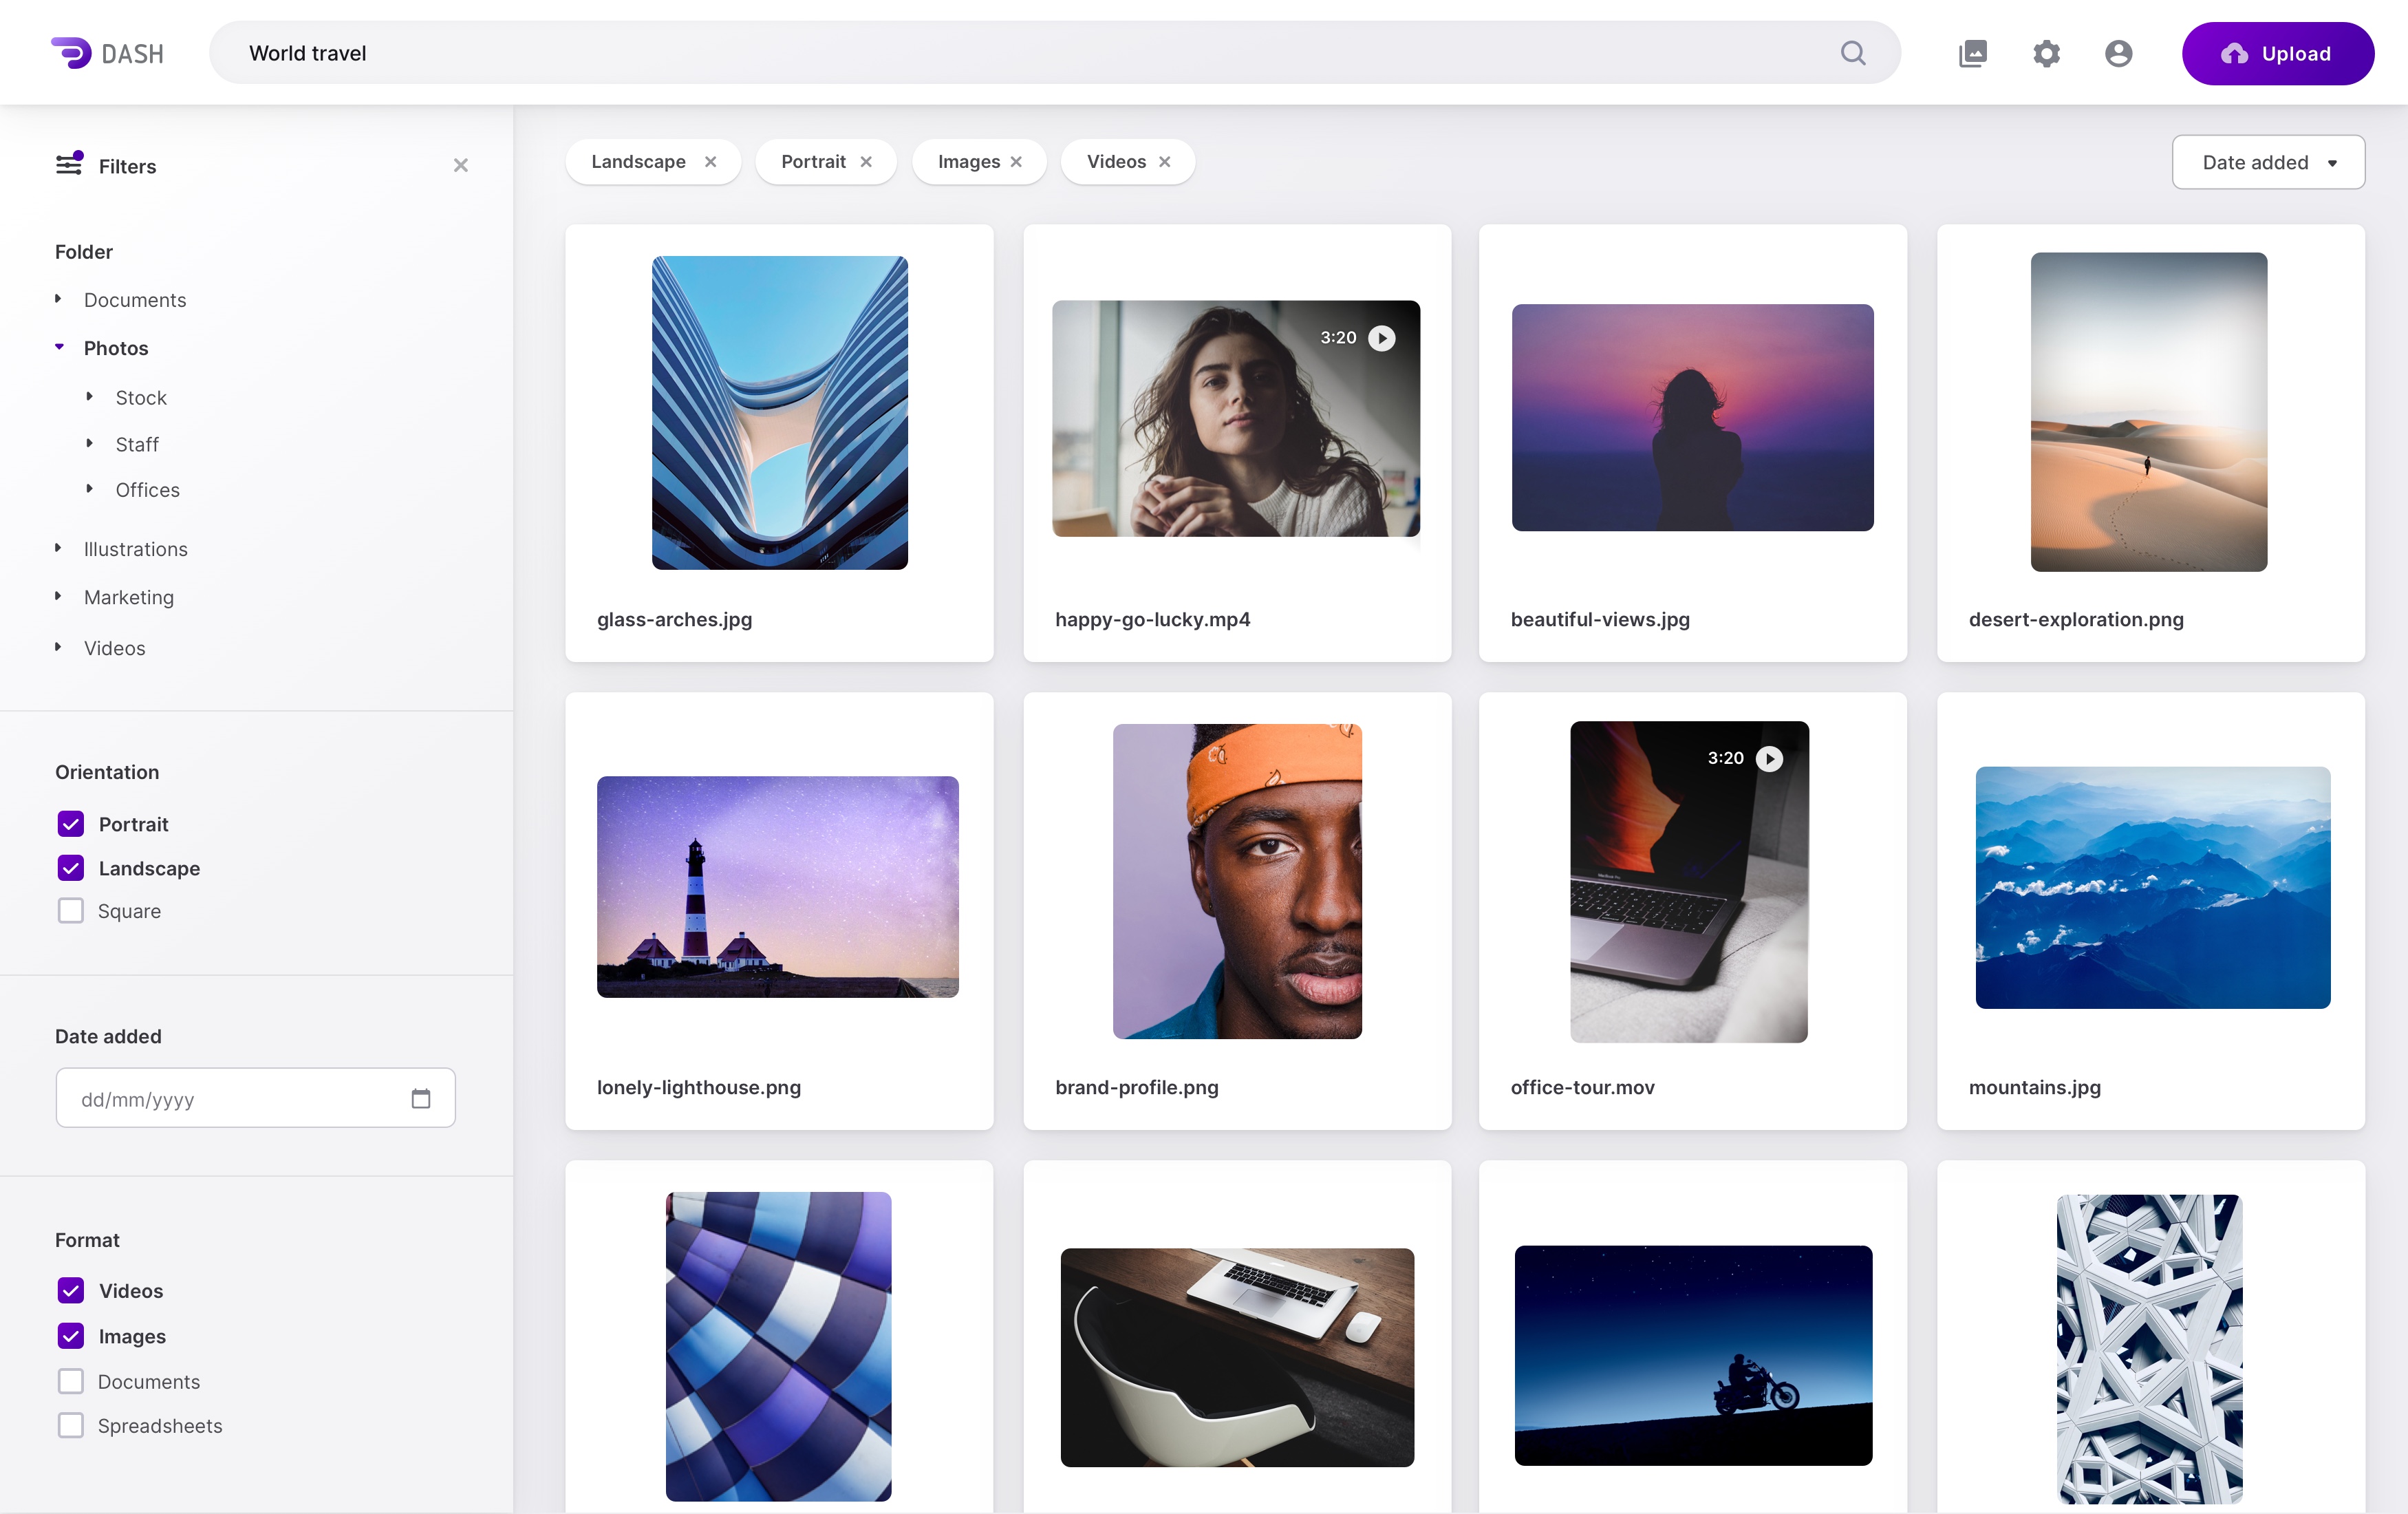 DASH
World travel
Upload
Filters
Landscape
Portrait
Images
Videos
Date added
Folder
Documents
Photos
Stock
Staff
Offices
Illustrations
Marketing
Videos
Orientation
Portrait
Landscape
Square
Date added
dd/mm/yyyy
Format
Videos
Images
Documents
Spreadsheets
3:20
glass-arches.jpg
happy-go-lucky.mp4
beautiful-views.jpg
desert-exploration.png
3:20
MacBook Pro
lonely-lighthouse.png
brand-profile.png
office-tour.mov
mountains.jpg